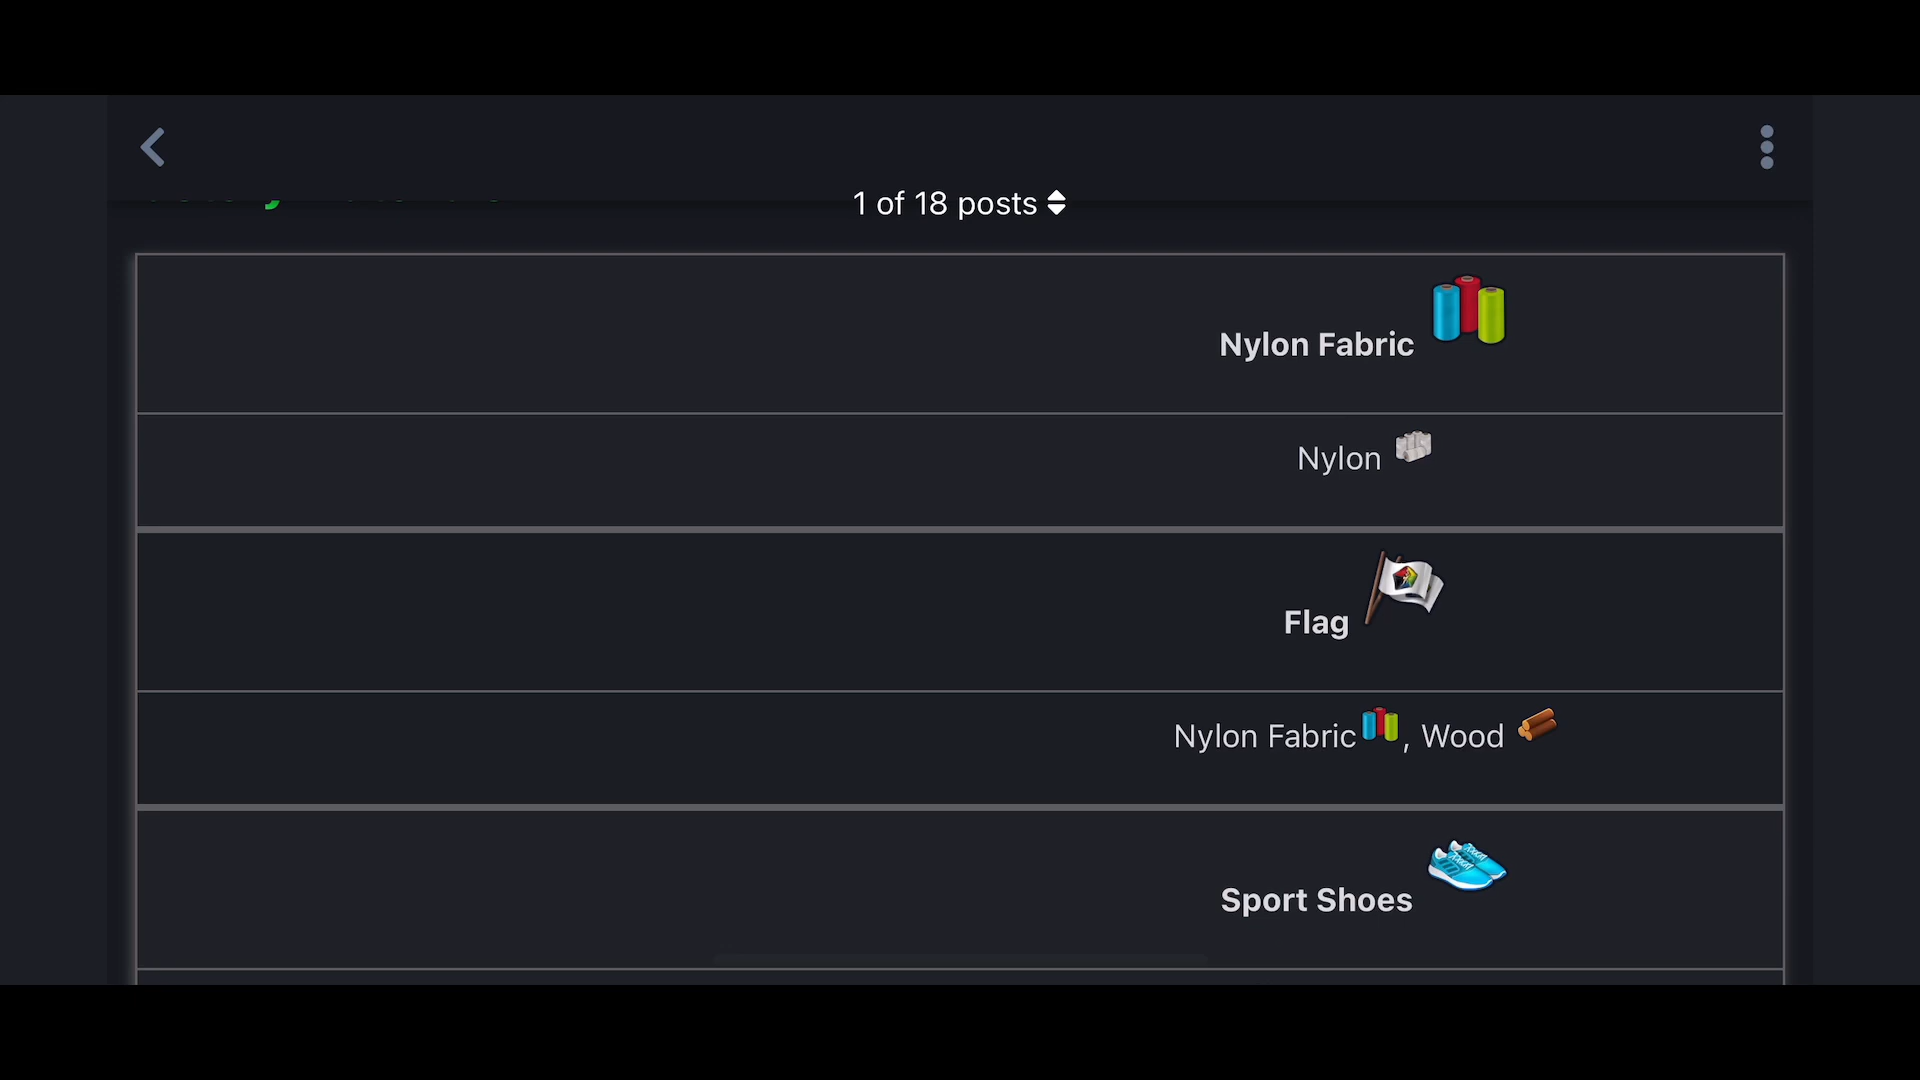 1 of 18 posts
Nylon Fabric
Nylon
Flag
Nylon Fabric, Wood
Sport Shoes